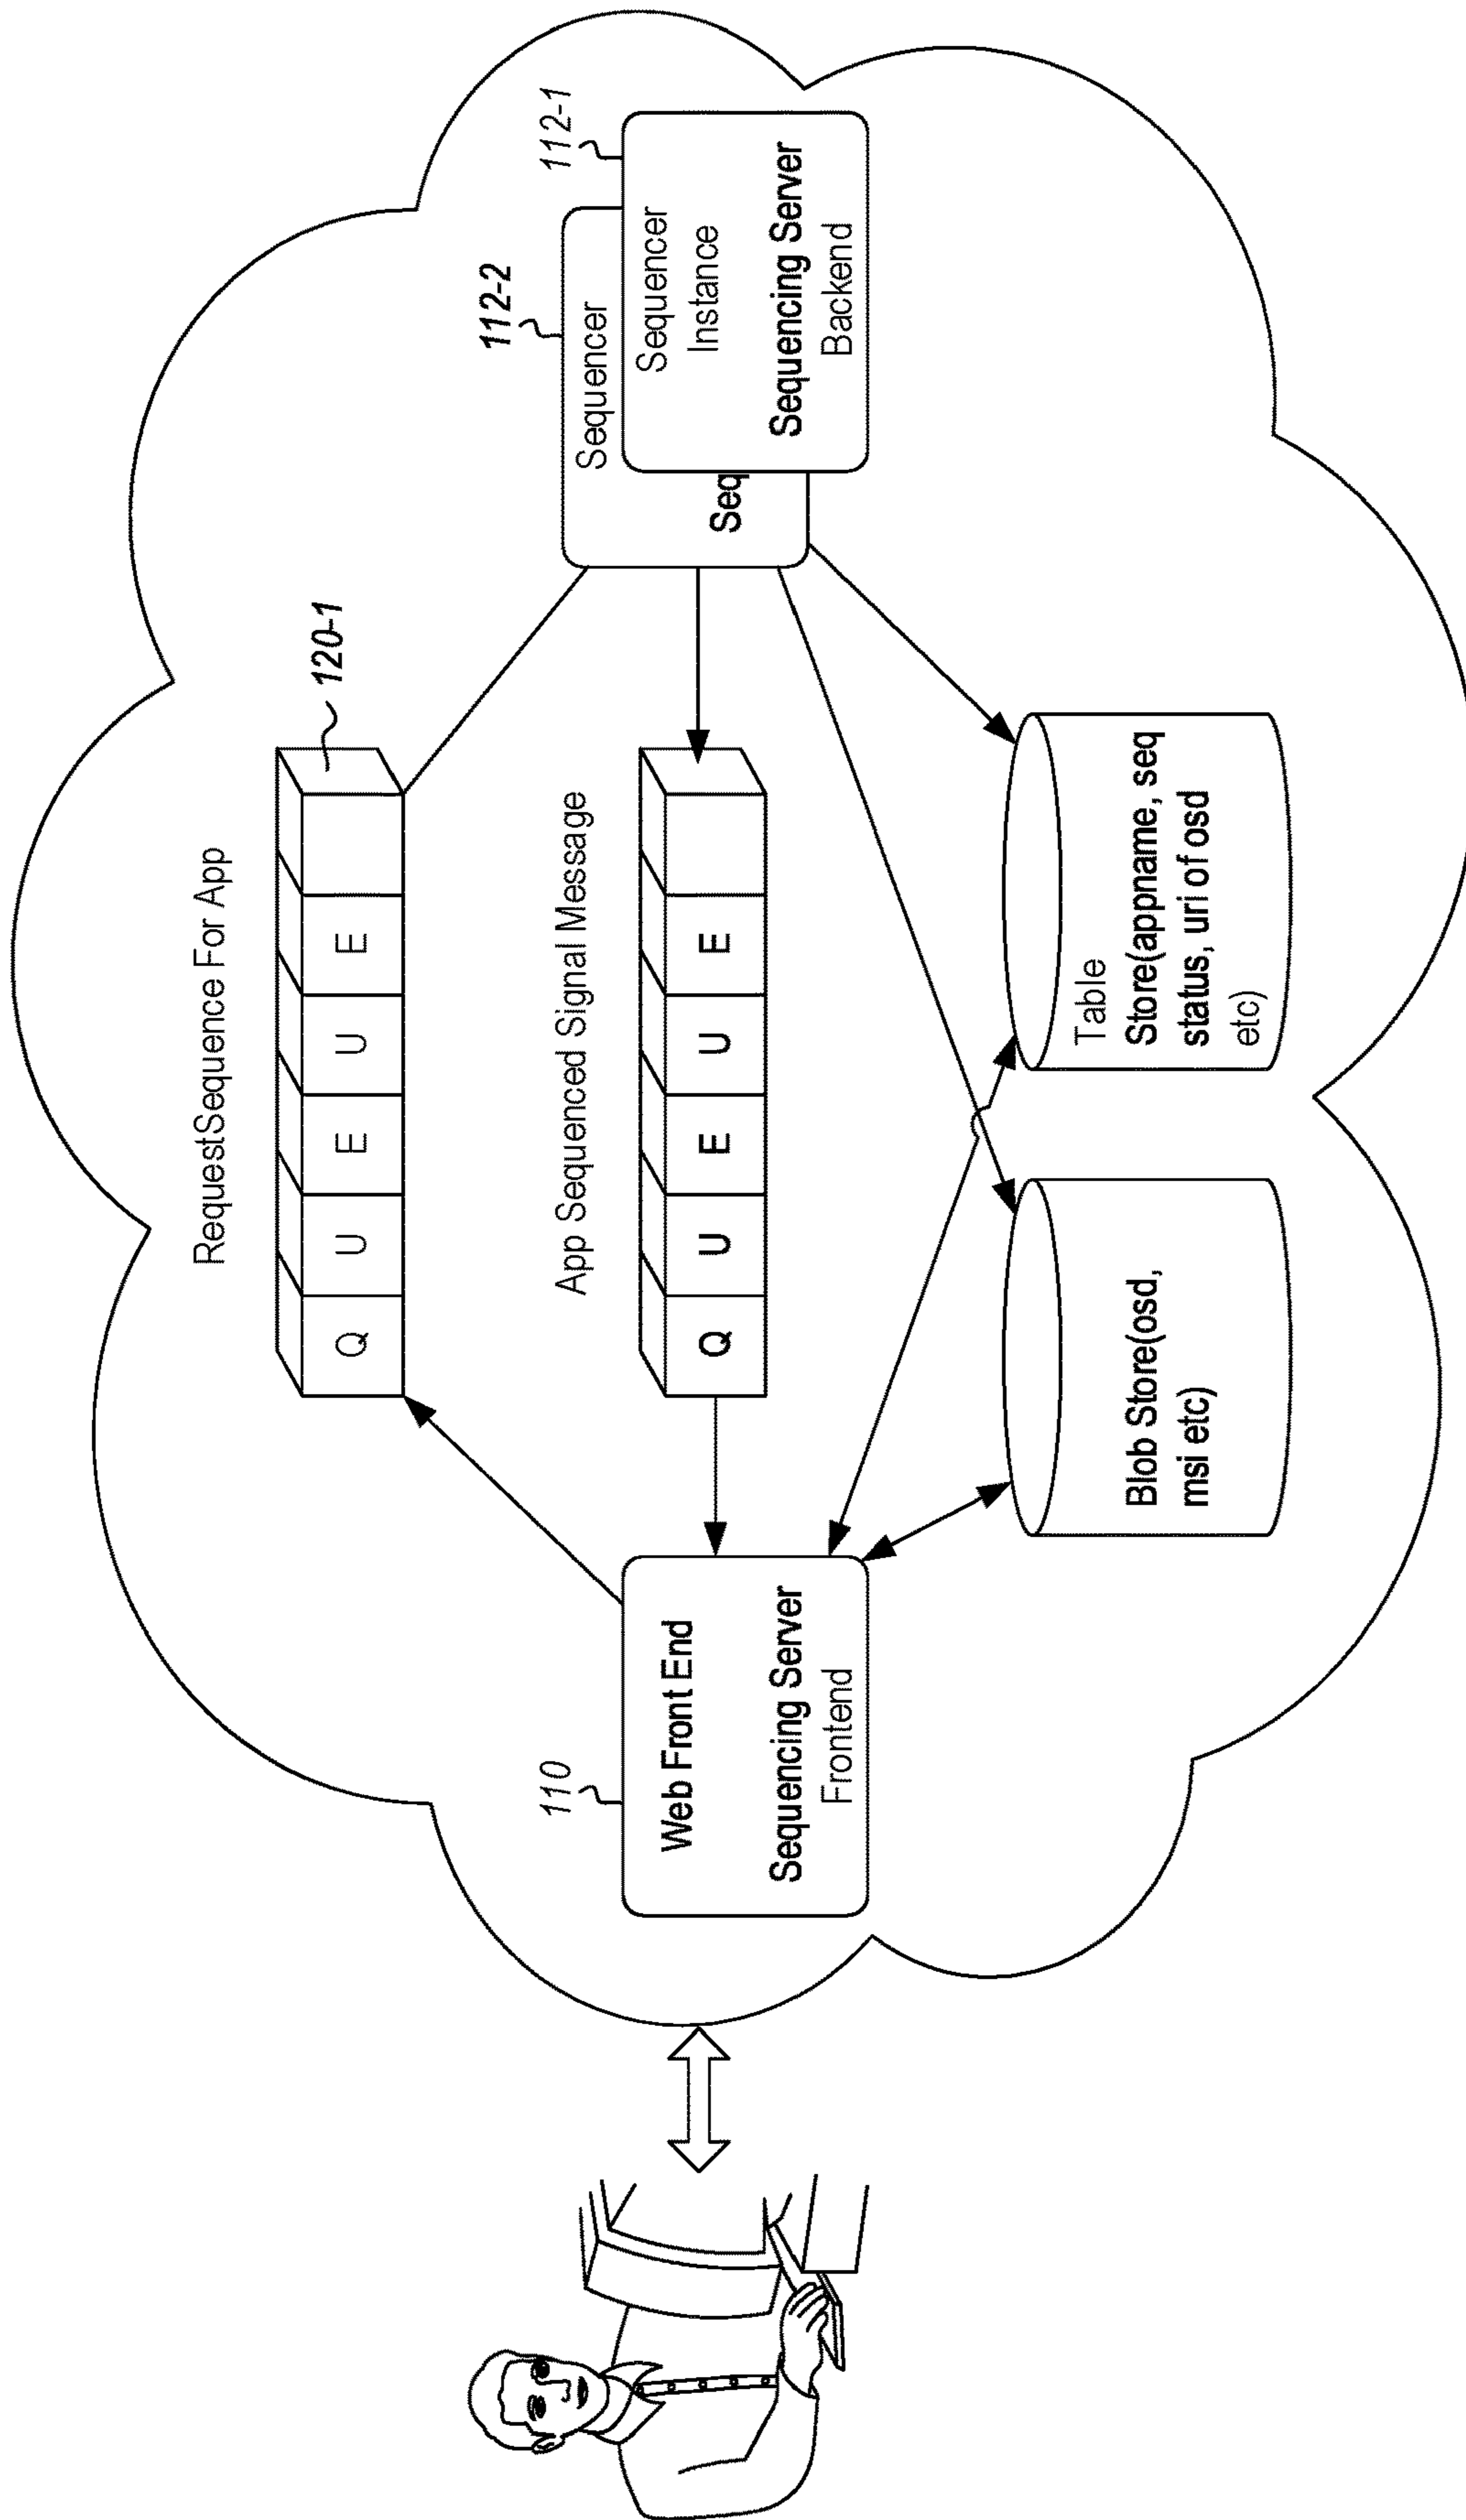 RequestSequence For App
120-1
Q U E U E
App Sequenced Signal Message
Q U E U E
110
Web Front End
Sequencing Server
Frontend
112-2
112-1
Sequencer
Seq
Sequencer
Instance
Sequencing Server
Backend
Blob Store(osd,
msi etc)
Table
Store(appname, seq
status, uri of osd
etc)